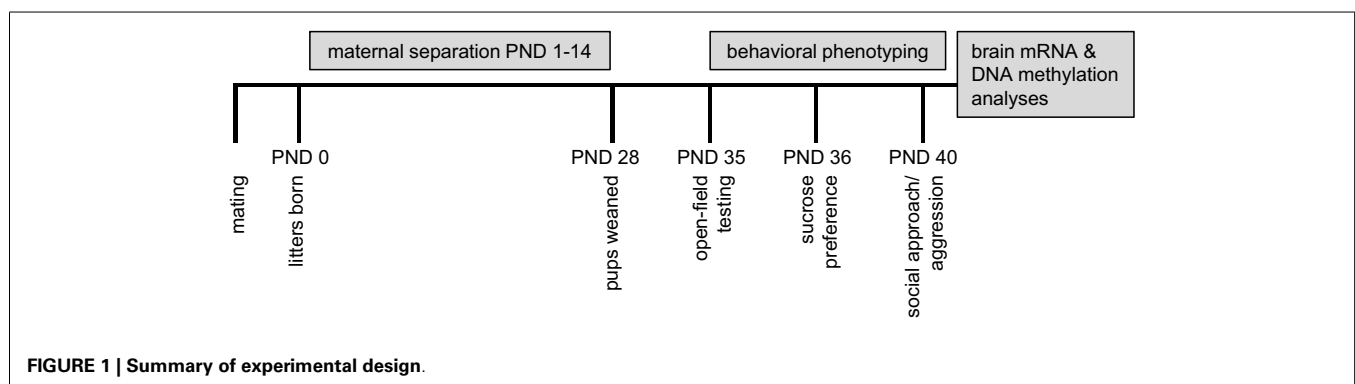 maternal separation PND 1-14
behavioral phenotyping
brain mRNA &
DNA methylation
analyses
PND 0
PND 28
PND 35
PND 36
PND 40
mating
litters born
pups weaned
open-field
testing
sucrose
preference
social approach/
aggression
FIGURE 1 | Summary of experimental design.